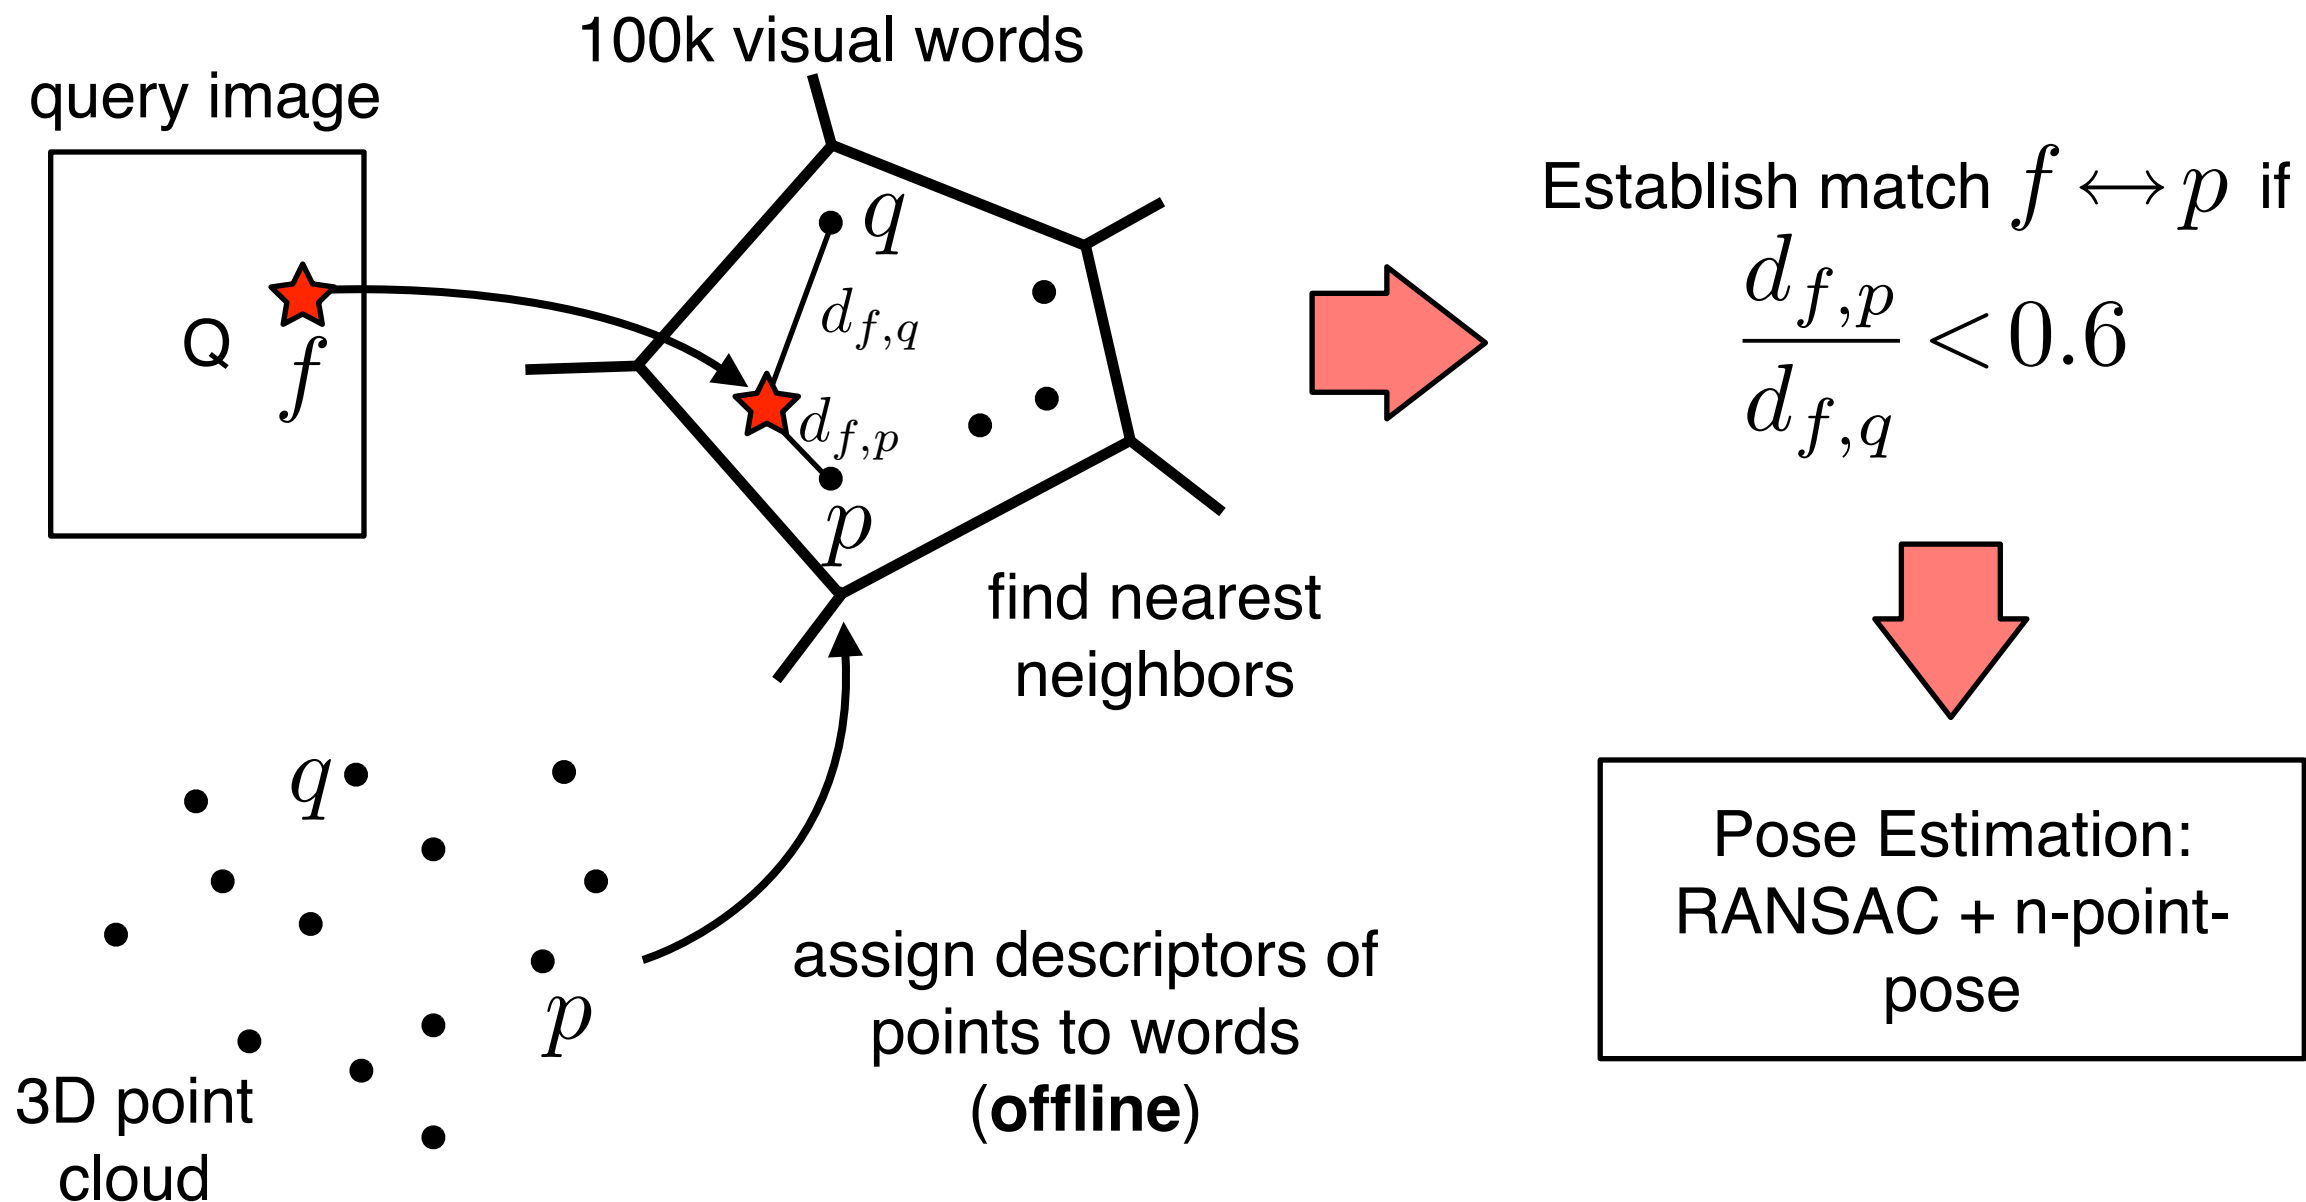 100k visual words
query image
Q
f
q
d_{f,q}
d_{f,p}
p
find nearest
neighbors
Establish match f ↔ p if
\frac{d_{f,p}}{d_{f,q}} < 0.6
q
p
3D point
cloud
assign descriptors of
points to words
(offline)
Pose Estimation:
RANSAC + n-point-
pose